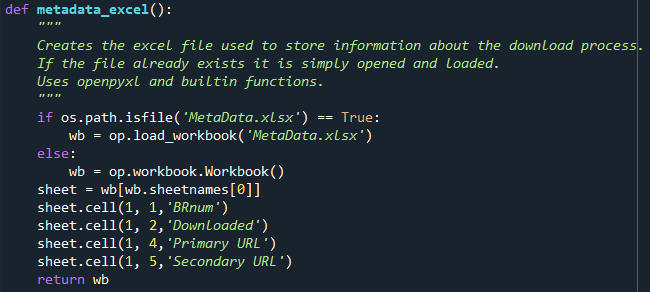 def metadata_excel():
    """
    Creates the excel file used to store information about the download process.
    If the file already exists it is simply opened and loaded.
    Uses openpyxl and builtin functions.
    """
    if os.path.isfile('MetaData.xlsx') == True:
        wb = op.load_workbook('MetaData.xlsx')
    else:
        wb = op.workbook.Workbook()
    sheet = wb[wb.sheetnames[0]]
    sheet.cell(1, 1,'BRnum')
    sheet.cell(1, 2,'Downloaded')
    sheet.cell(1, 4,'Primary URL')
    sheet.cell(1, 5,'Secondary URL')
    return wb